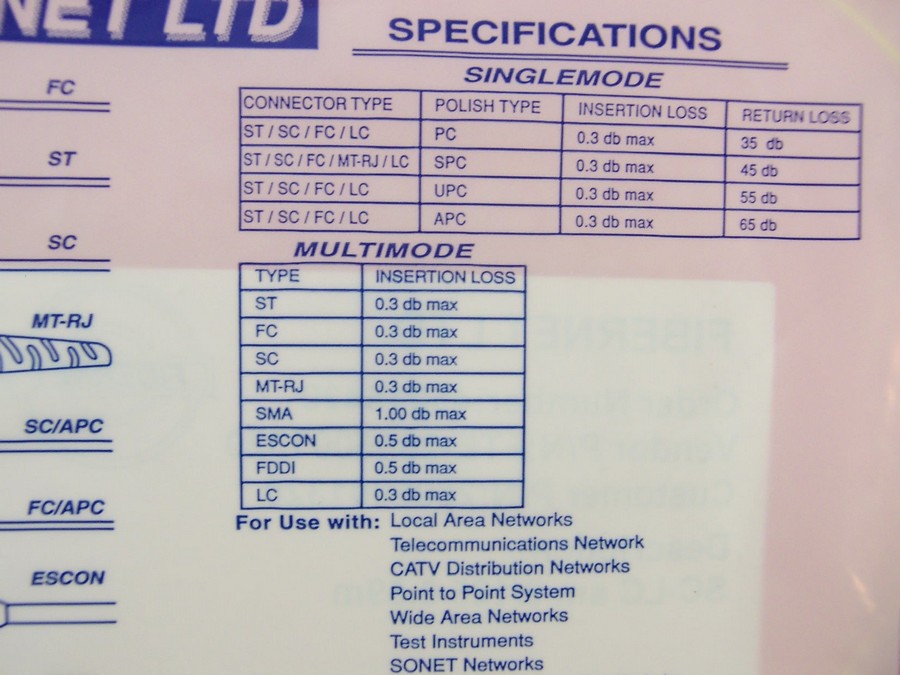 NET LTD
SPECIFICATIONS
SINGLEMODE
CONNECTOR TYPE POLISH TYPE INSERTION LOSS RETURN LOSS
ST / SC / FC / LC PC 0.3 db max 35 db
ST / SC / FC / MT-RJ / LC SPC 0.3 db max 45 db
ST / SC / FC / LC UPC 0.3 db max 55 db
ST / SC / FC / LC APC 0.3 db max 65 db
MULTIMODE
TYPE INSERTION LOSS
ST 0.3 db max
FC 0.3 db max
SC 0.3 db max
MT-RJ 0.3 db max
SMA 1.00 db max
ESCON 0.5 db max
FDDI 0.5 db max
LC 0.3 db max
For Use with: Local Area Networks
Telecommunications Network
CATV Distribution Networks
Point to Point System
Wide Area Networks
Test Instruments
SONET Networks
FC
ST
SC
MT-RJ
SC/APC
FC/APC
ESCON
FIBERNET